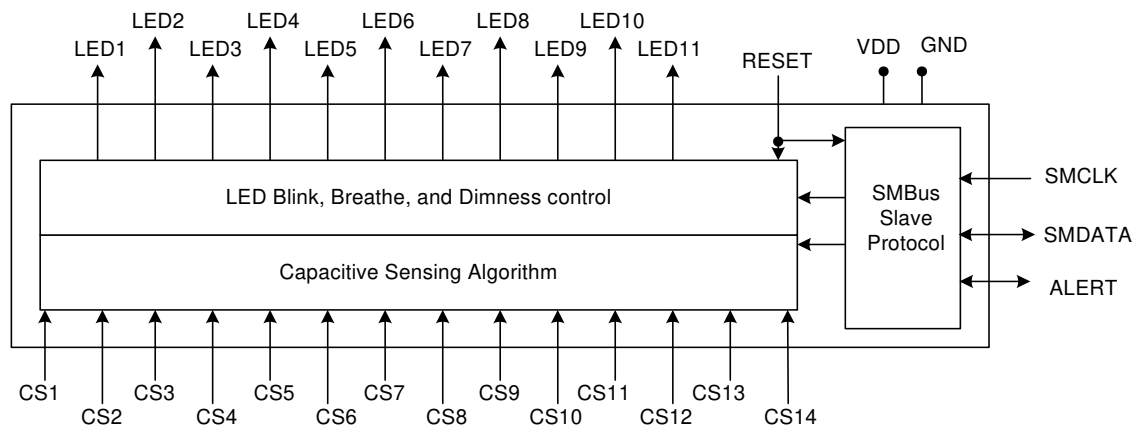 LED2 LED4 LED6 LED8 LED10
LED1 LED3 LED5 LED7 LED9 LED11
RESET VDD GND
LED Blink, Breathe, and Dimness control
Capacitive Sensing Algorithm
SMBus
Slave
Protocol
SMCLK
SMDATA
ALERT
CS1 CS3 CS5 CS7 CS9 CS11 CS13
CS2 CS4 CS6 CS8 CS10 CS12 CS14